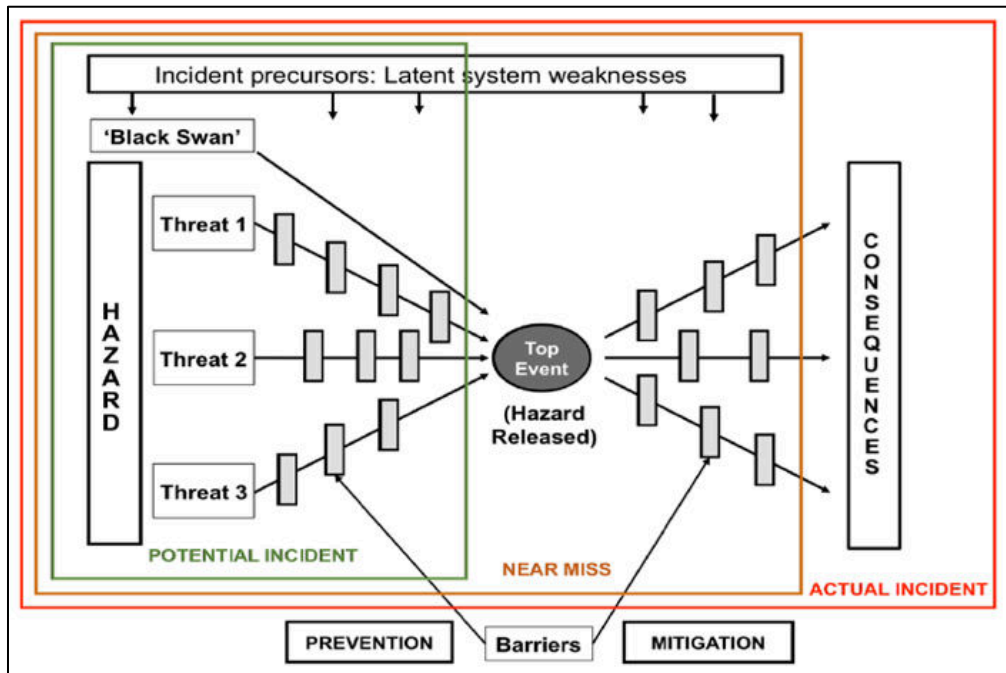 Incident precursors: Latent system weaknesses
‘Black Swan’
HAZARD
Threat 1
Threat 2
Threat 3
Top
Event
(Hazard
Released)
CONSEQUENCES
POTENTIAL INCIDENT
NEAR MISS
ACTUAL INCIDENT
PREVENTION
Barriers
MITIGATION